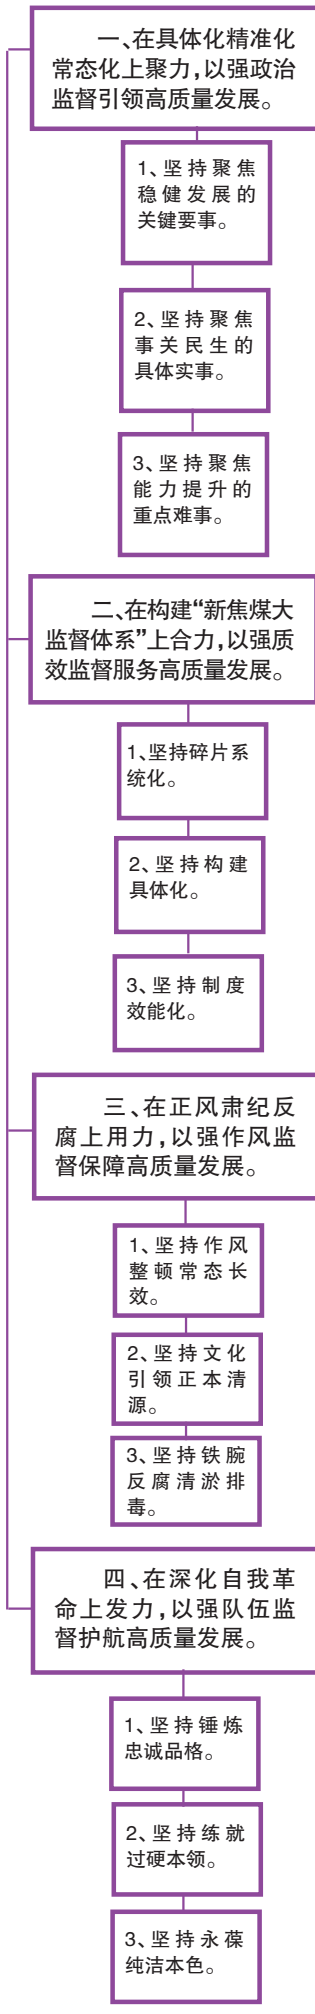 一、在具体化精准化
常态化上聚力,以强政治
监督引领高质量发展。
1、坚持聚焦
稳健发展的
关键要事。
2、坚持聚焦
事关民生的
具体实事。
3、坚持聚焦
能力提升的
重点难事。
二、在构建“新焦煤大
监督体系”上合力,以强质
效监督服务高质量发展。
1、坚持碎片系
统化。
2、坚持构建
具体化。
3、坚持制度
效能化。
三、在正风肃纪反
腐上用力,以强作风监
督保障高质量发展。
1、坚持作风
整顿常态长
效。
2、坚持文化
引领正本清
源。
3、坚持铁腕
反腐清淤排
毒。
四、在深化自我革
命上发力,以强队伍监
督护航高质量发展。
1、坚持锤炼
忠诚品格。
2、坚持练就
过硬本领。
3、坚持永葆
纯洁本色。